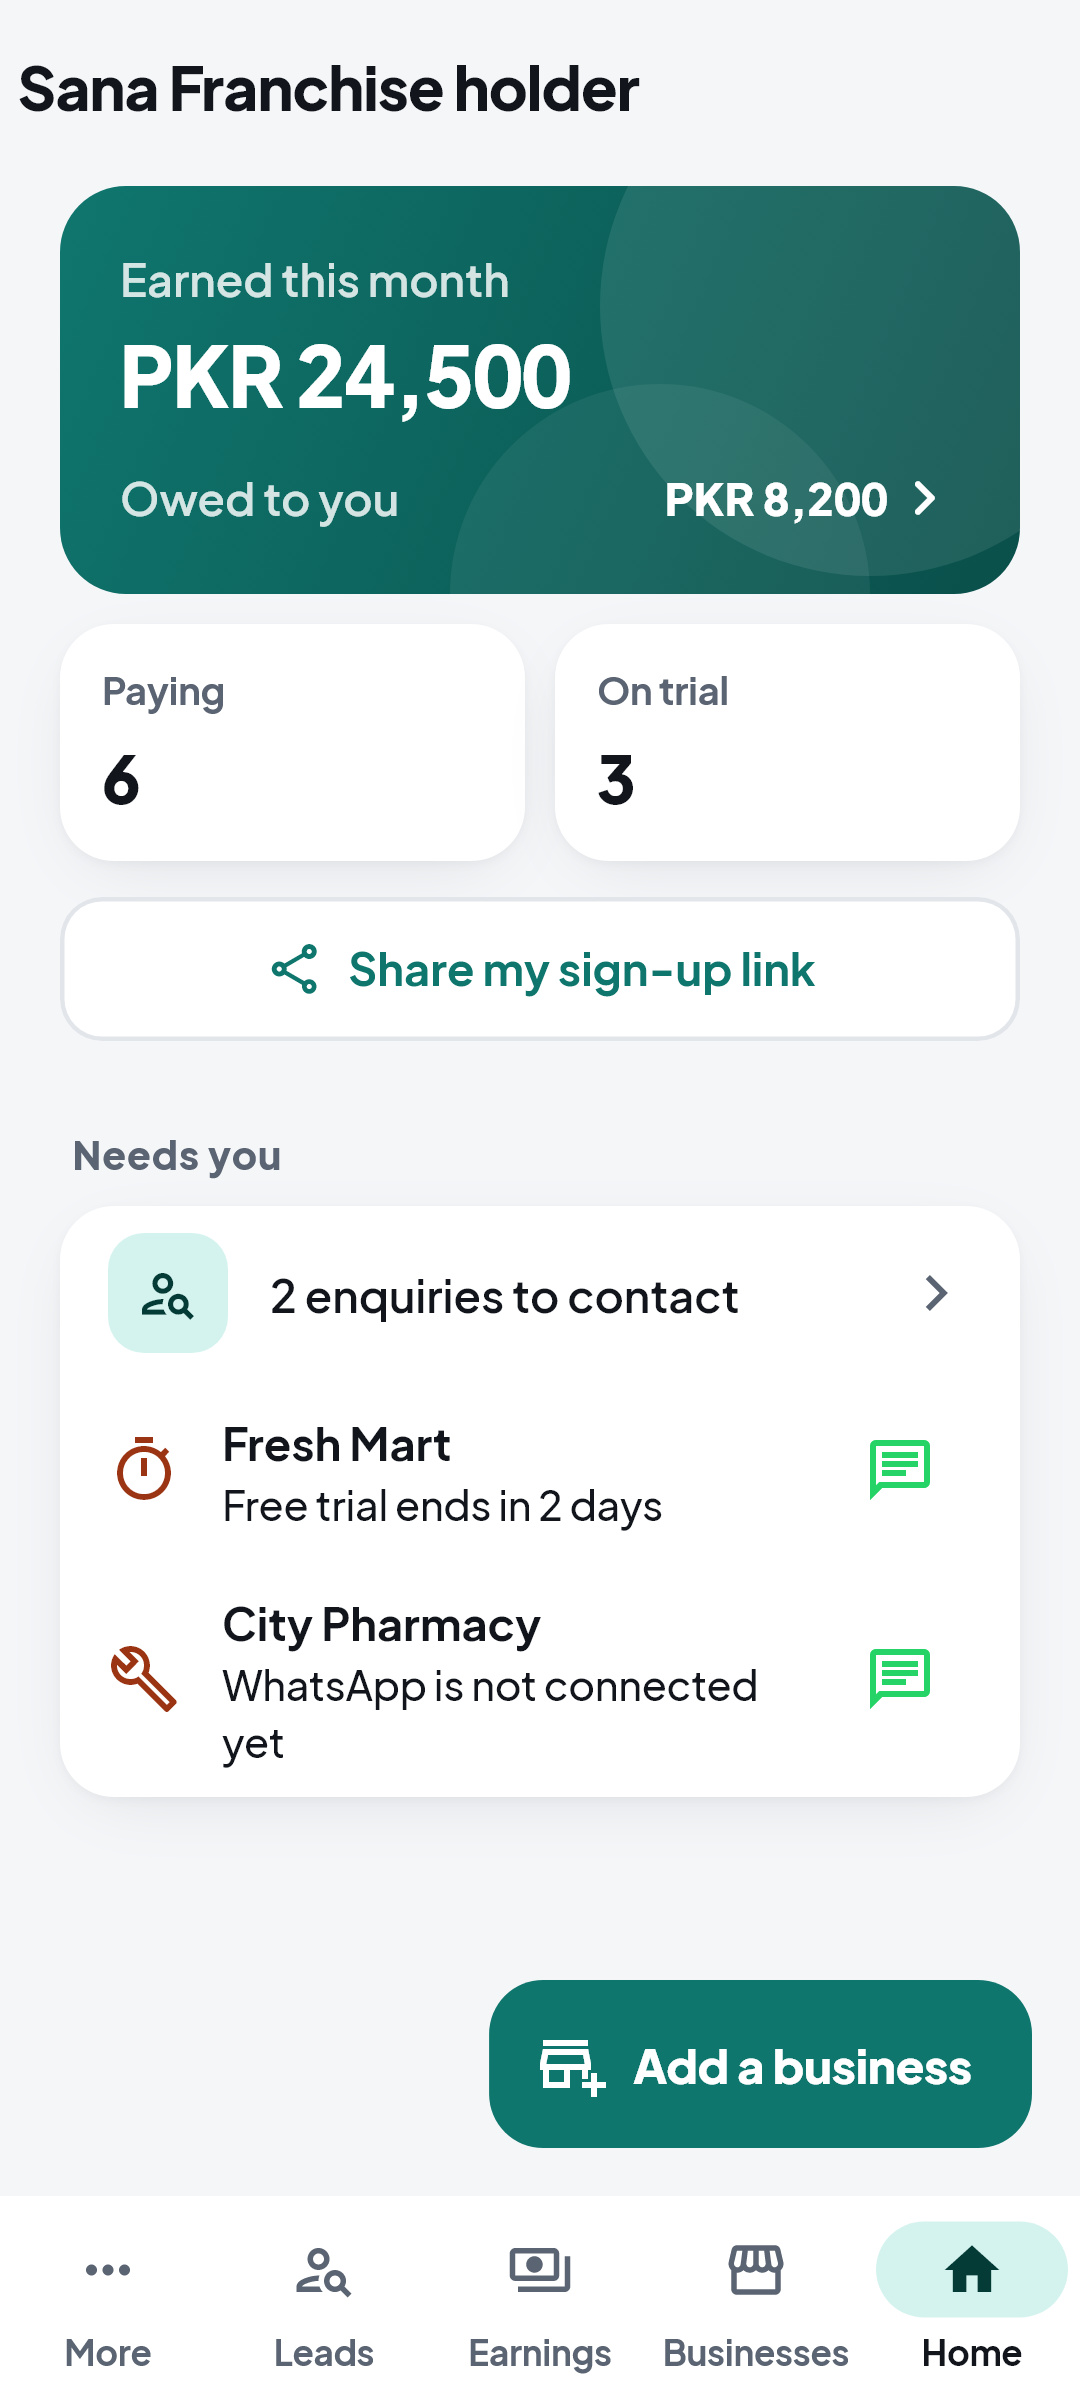 Sana Franchise holder
Earned this month
PKR 24,500
Owed to you
PKR 8,200
Paying
6
On trial
3
Share my sign-up link
Needs you
2 enquiries to contact
Fresh Mart
Free trial ends in 2 days
City Pharmacy
WhatsApp is not connected
yet
Add a business
More
Leads
Earnings
Businesses
Home